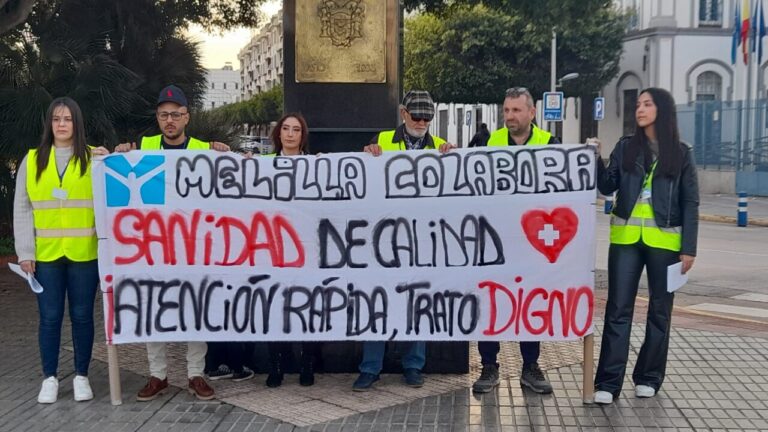 MELILLA COLABORA
SANIDAD DE CALIDAD
¡ATENCIÓN RÁPIDA, TRATO DIGNO